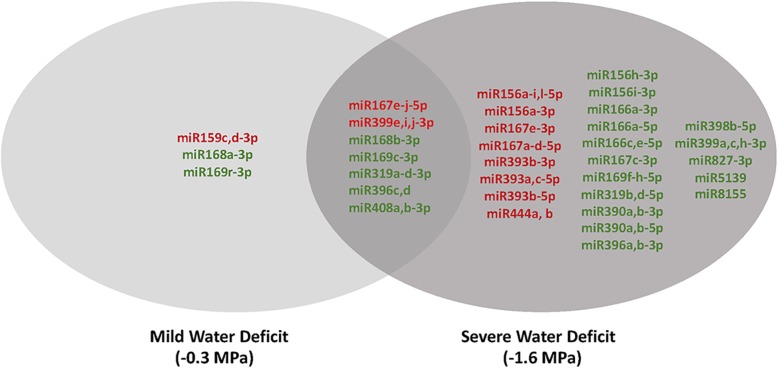 miR159c,d-3p
miR168a-3p
miR169r-3p
miR167e-j-5p
miR399e,i,j-3p
miR168b-3p
miR169c-3p
miR319a-d-3p
miR396c,d
miR408a,b-3p
miR156a-i,l-5p
miR156a-3p
miR167e-3p
miR167a-d-5p
miR393b-3p
miR393a,c-5p
miR393b-5p
miR444a, b
miR156h-3p
miR156i-3p
miR166a-3p
miR166a-5p
miR166c,e-5p
miR167c-3p
miR169f-h-5p
miR319b,d-5p
miR390a,b-3p
miR390a,b-5p
miR396a,b-3p
miR398b-5p
miR399a,c,h-3p
miR827-3p
miR5139
miR8155
Mild Water Deficit
(-0.3 MPa)
Severe Water Deficit
(-1.6 MPa)